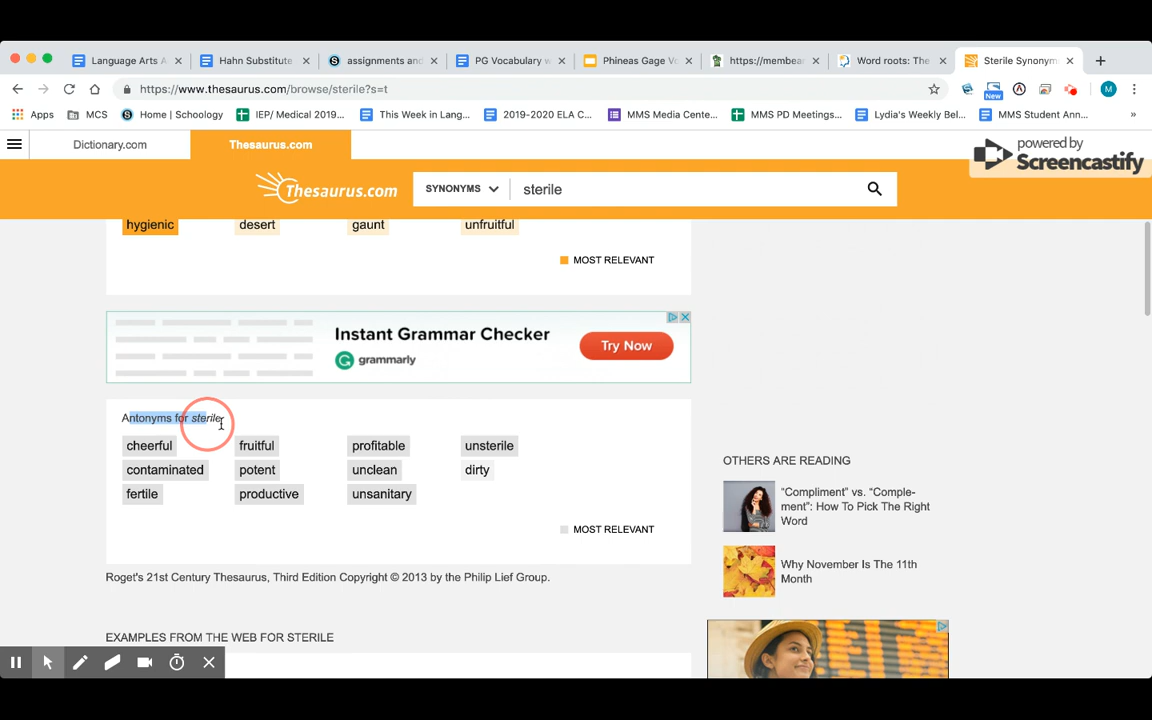 Language Arts A
Hahn Substitute
assignments and
PG Vocabulary w
Phineas Gage Vo
https://membear
Word roots: The
Sterile Synonym
https://www.thesaurus.com/browse/sterile?s=t
New
M
Apps
MCS
Home | Schoology
IEP/ Medical 2019...
This Week in Lang...
2019-2020 ELA C...
MMS Media Cente...
MMS PD Meetings...
Lydia's Weekly Bel...
MMS Student Ann...
Dictionary.com
Thesaurus.com
powered by
Screencastify
Thesaurus.com
SYNONYMS
sterile
hygienic desert gaunt unfruitful
MOST RELEVANT
Instant Grammar Checker
grammarly
Try Now
Antonyms for sterile
cheerful fruitful profitable unsterile
contaminated potent unclean dirty
fertile productive unsanitary
MOST RELEVANT
Roget's 21st Century Thesaurus, Third Edition Copyright © 2013 by the Philip Lief Group.
EXAMPLES FROM THE WEB FOR STERILE
OTHERS ARE READING
“Compliment” vs. “Comple-
ment”: How To Pick The Right
Word
Why November Is The 11th
Month